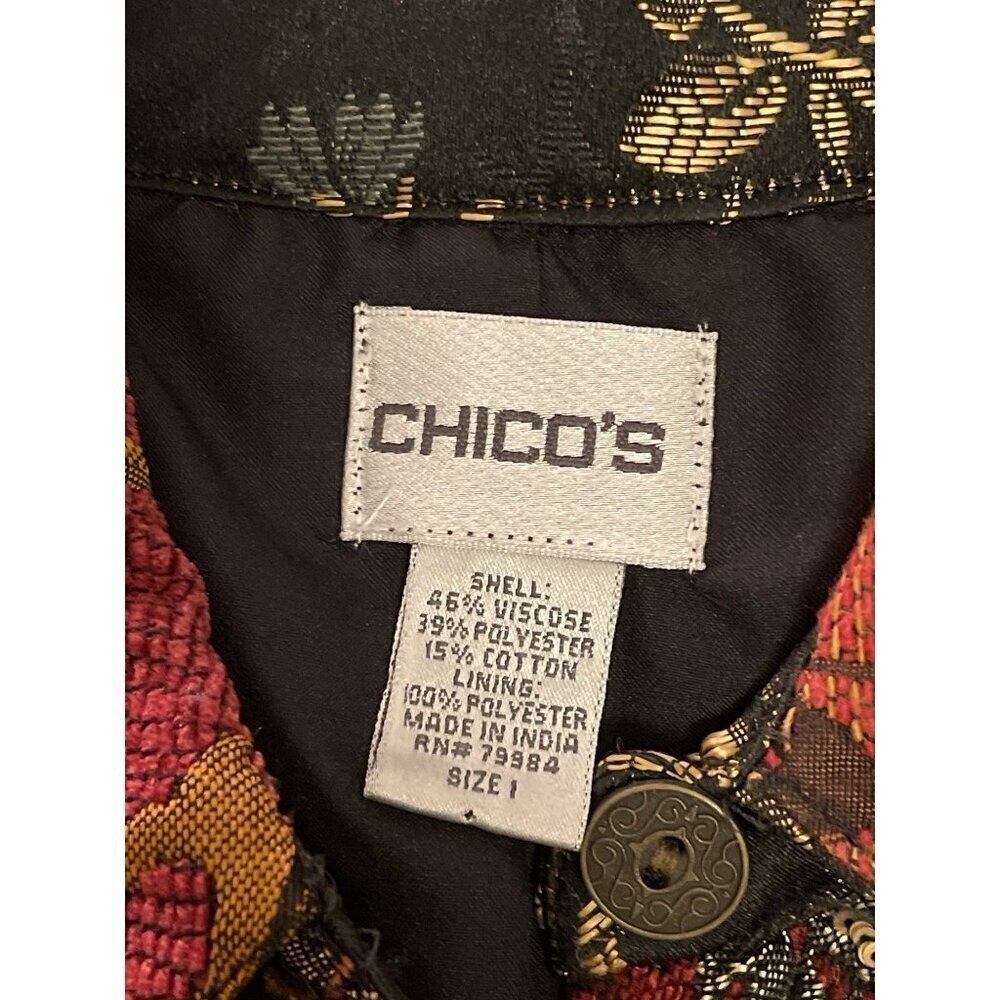 CHICO'S
SHELL:
46% VISCOSE
39% POLYESTER
15% COTTON
LINING:
100% POLYESTER
MADE IN INDIA
RN# 79984
SIZE 1